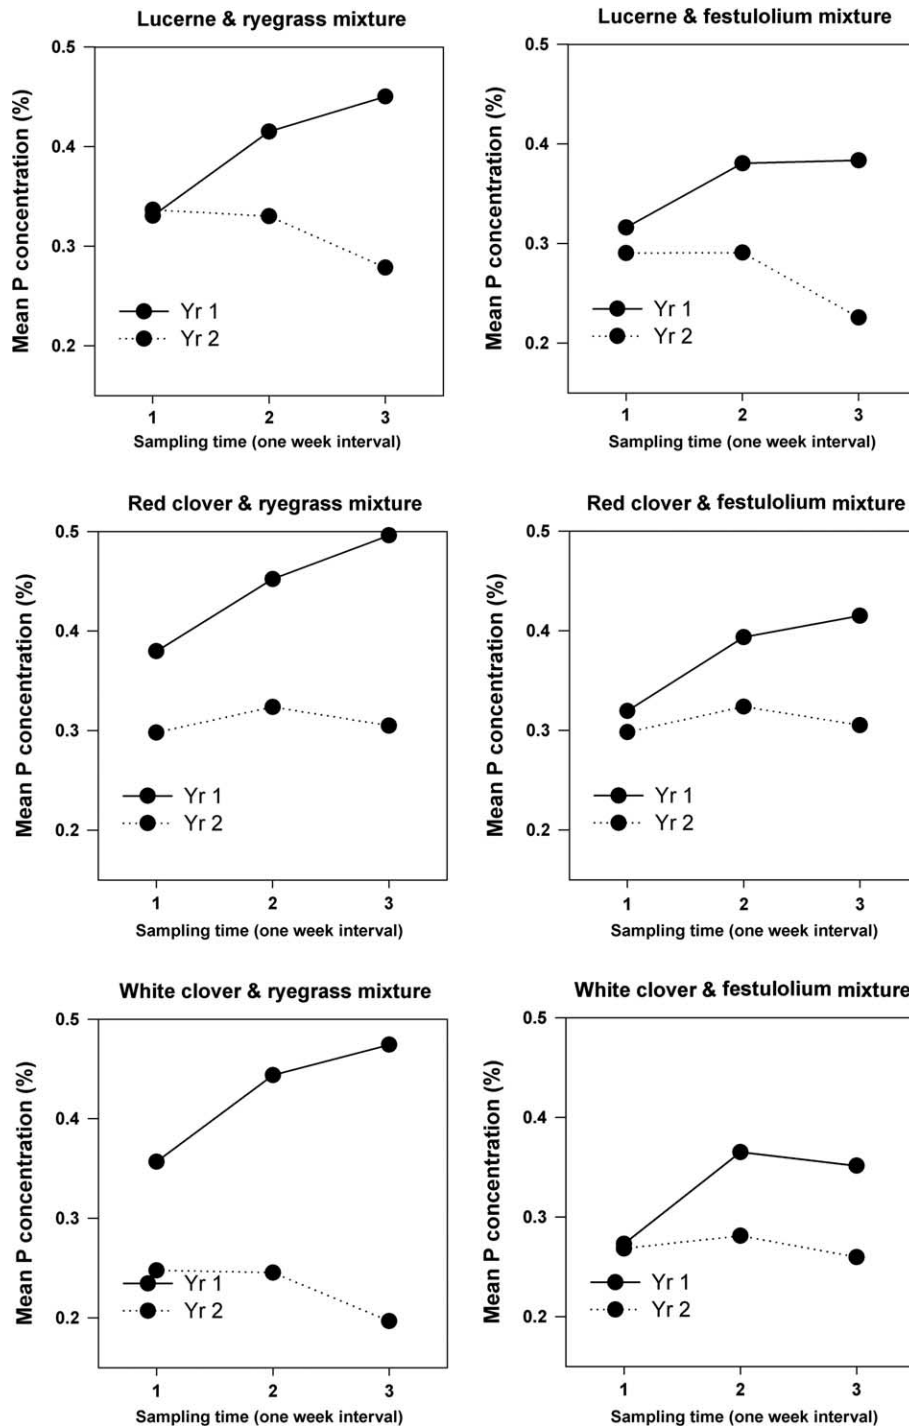 Lucerne & ryegrass mixture
Mean P concentration (%)
0.5
0.4
0.3
0.2
Yr 1
Yr 2
1 2 3
Sampling time (one week interval)
Lucerne & festulolium mixture
Mean P concentration (%)
0.5
0.4
0.3
0.2
Yr 1
Yr 2
1 2 3
Sampling time (one week interval)
Red clover & ryegrass mixture
Mean P concentration (%)
0.5
0.4
0.3
0.2
Yr 1
Yr 2
1 2 3
Sampling time (one week interval)
Red clover & festulolium mixture
Mean P concentration (%)
0.5
0.4
0.3
0.2
Yr 1
Yr 2
1 2 3
Sampling time (one week interval)
White clover & ryegrass mixture
Mean P concentration (%)
0.5
0.4
0.3
0.2
Yr 1
Yr 2
1 2 3
Sampling time (one week interval)
White clover & festulolium mixture
Mean P concentration (%)
0.5
0.4
0.3
0.2
Yr 1
Yr 2
1 2 3
Sampling time (one week interval)